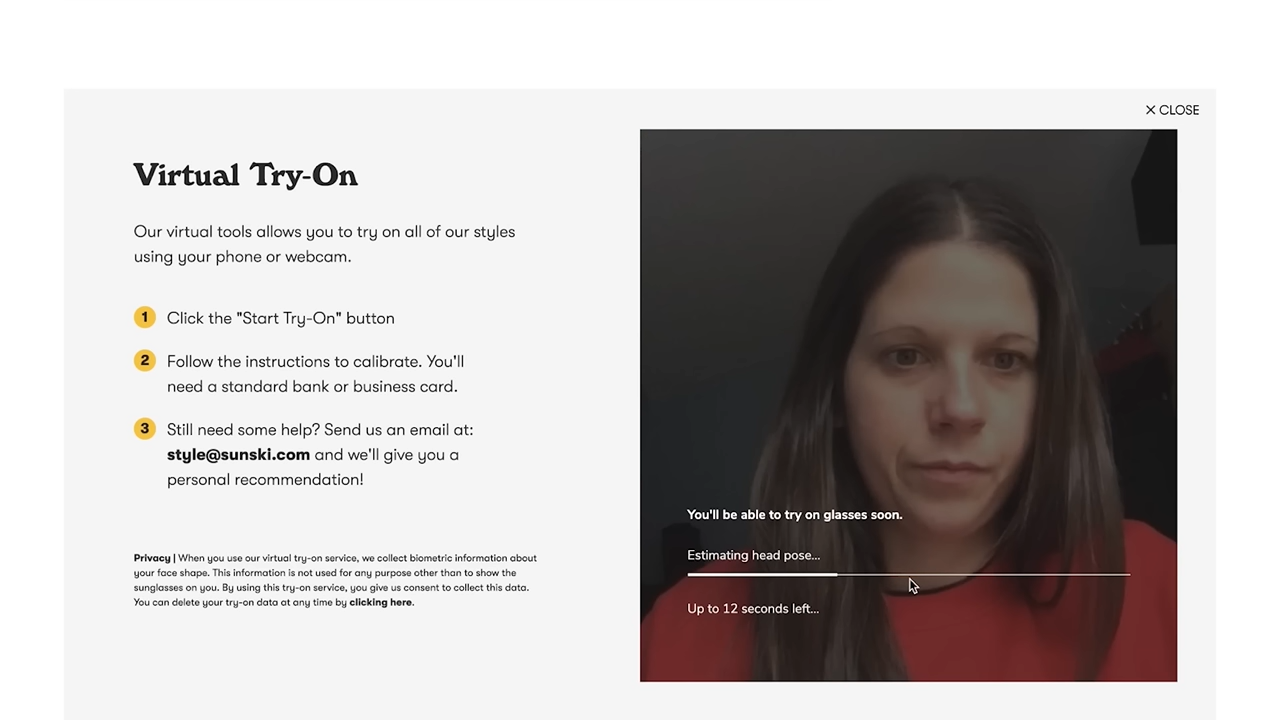 ✕ CLOSE
Virtual Try-On
Our virtual tools allows you to try on all of our styles
using your phone or webcam.
1 Click the "Start Try-On" button
2 Follow the instructions to calibrate. You'll
need a standard bank or business card.
3 Still need some help? Send us an email at:
style@sunski.com and we'll give you a
personal recommendation!
Privacy | When you use our virtual try-on service, we collect biometric information about
your face shape. This information is not used for any purpose other than to show the
sunglasses on you. By using this try-on service, you give us consent to collect this data.
You can delete your try-on data at any time by clicking here.
You'll be able to try on glasses soon.
Estimating head pose...
Up to 12 seconds left...